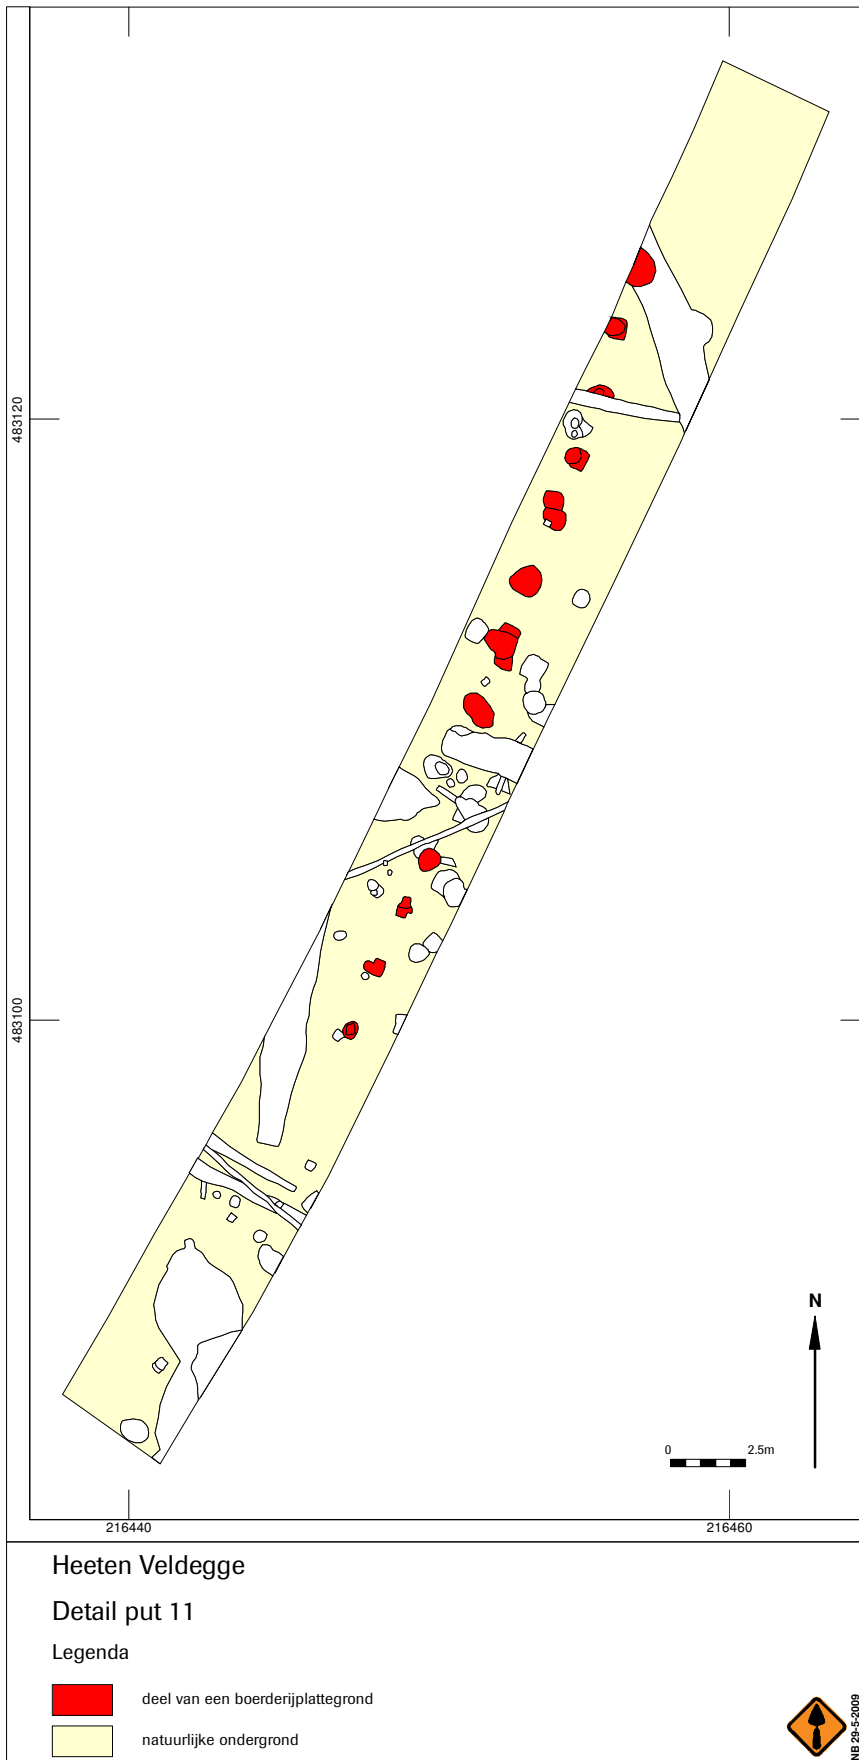 483120
483100
N
0 2.5m
216440 216460
Heeten Veldegge
Detail put 11
Legenda
deel van een boerderijplattegrond
natuurlijke ondergrond
NB 29-5-2009